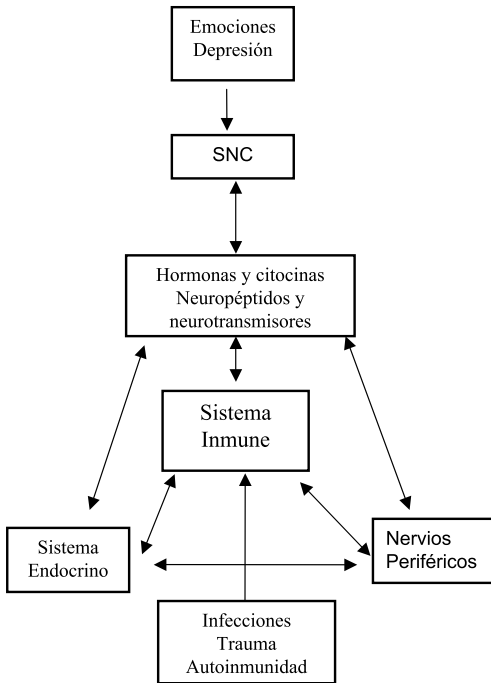 Emociones
Depresión
SNC
Hormonas y citocinas
Neuropéptidos y
neurotransmisores
Sistema
Inmune
Sistema
Endocrino
Nervios
Periféricos
Infecciones
Trauma
Autoinmunidad